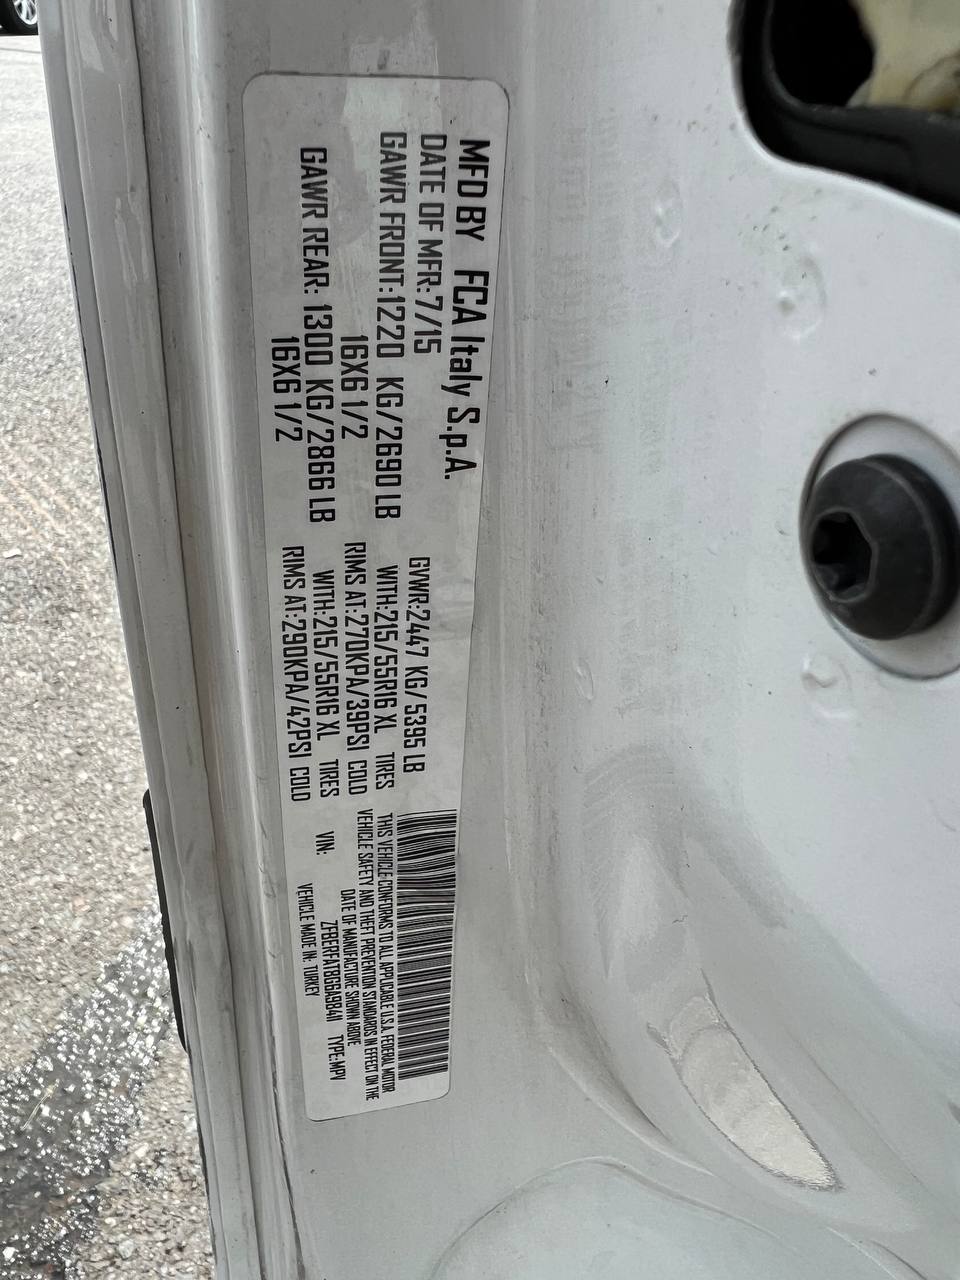 MFD BY FCA Italy S.p.A.
DATE OF MFR: 7/15 GVWR: 2447 KG / 5395 LB
GAWR FRONT: 1220 KG/2690 LB WITH: 215/55R16 XL TIRES
16X6 1/2 RIMS AT: 270KPA/39PSI COLD
GAWR REAR: 1300 KG/2866 LB WITH: 215/55R16 XL TIRES
16X6 1/2 RIMS AT: 290KPA/42PSI COLD
THIS VEHICLE CONFORMS TO ALL APPLICABLE U.S.A. FEDERAL MOTOR
VEHICLE SAFETY AND THEFT PREVENTION STANDARDS IN EFFECT ON THE
DATE OF MANUFACTURE SHOWN ABOVE
VIN: ZFBERFAT8G6A98411 TYPE: MPV
VEHICLE MADE IN: TURKEY